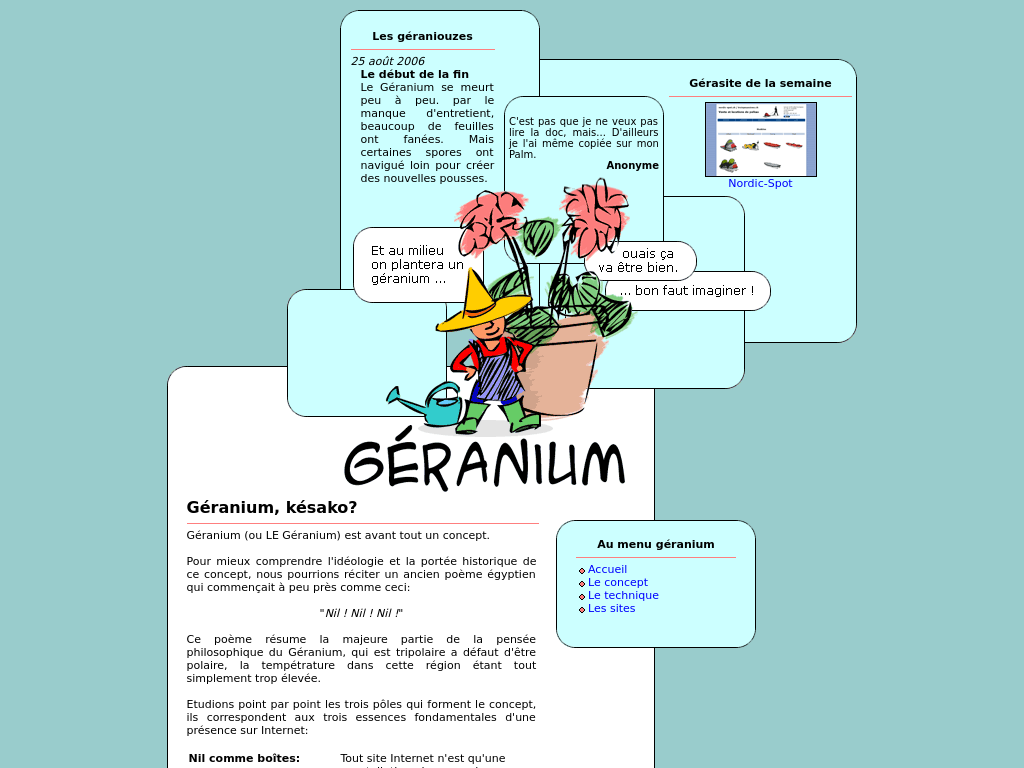 Les géraniouzes
25 août 2006
Le début de la fin
Le Géranium se meurt
peu à peu. par le
manque d'entretient,
beaucoup de feuilles
ont fanées. Mais
certaines spores ont
navigué loin pour créer
des nouvelles pousses.
C'est pas que je ne veux pas
lire la doc, mais... D'ailleurs
je l'ai même copiée sur mon
Palm.
Anonyme
Gérasite de la semaine
Nordic-Spot
Et au milieu
on plantera un
géranium ...
ouais ça
va être bien.
... bon faut imaginer !
GÉRANIUM
Géranium, késako?
Géranium (ou LE Géranium) est avant tout un concept.
Pour mieux comprendre l'idéologie et la portée historique de
ce concept, nous pourrions réciter un ancien poème égyptien
qui commençait à peu près comme ceci:
"Nil ! Nil ! Nil !"
Ce poème résume la majeure partie de la pensée
philosophique du Géranium, qui est tripolaire a défaut d'être
polaire, la tempétrature dans cette région étant tout
simplement trop élevée.
Etudions point par point les trois pôles qui forment le concept,
ils correspondent aux trois essences fondamentales d'une
présence sur Internet:
Nil comme boîtes:
Tout site Internet n'est qu'une
Au menu géranium
Accueil
Le concept
Le technique
Les sites